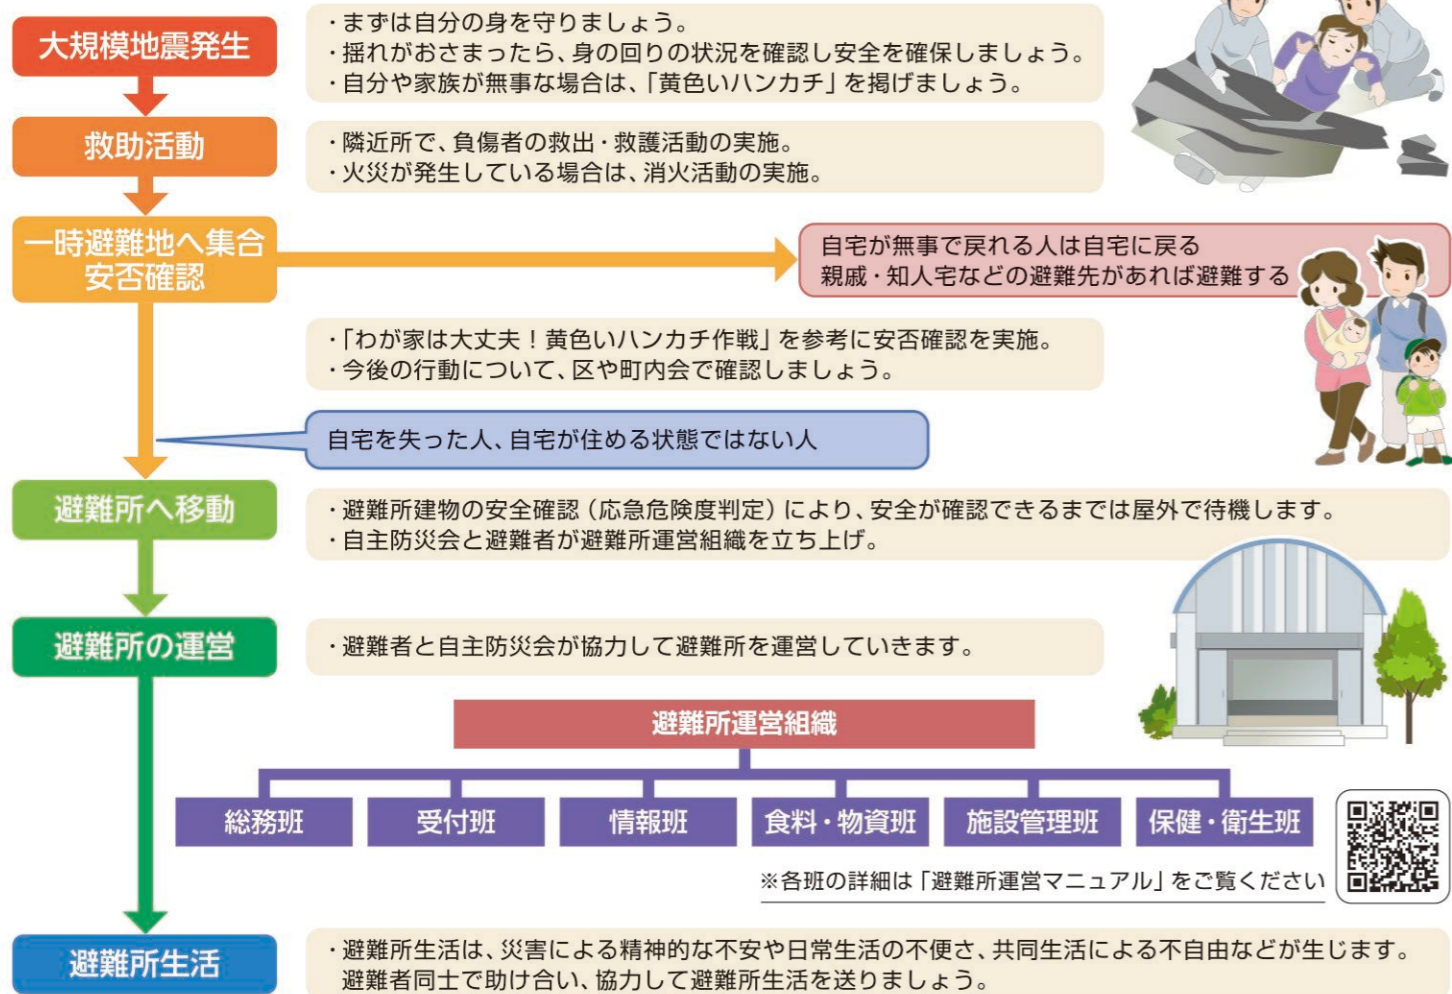 大規模地震発生
・まずは自分の身を守りましょう。
・揺れがおさまったら、身の回りの状況を確認し安全を確保しましょう。
・自分や家族が無事な場合は、「黄色いハンカチ」を掲げましょう。
救助活動
・隣近所で、負傷者の救出・救護活動の実施。
・火災が発生している場合は、消火活動の実施。
一時避難地へ集合
安否確認
自宅が無事で戻れる人は自宅に戻る
親戚・知人宅などの避難先があれば避難する
・「わが家は大丈夫！黄色いハンカチ作戦」を参考に安否確認を実施。
・今後の行動について、区や町内会で確認しましょう。
自宅を失った人、自宅が住める状態ではない人
避難所へ移動
・避難所建物の安全確認（応急危険度判定）により、安全が確認できるまでは屋外で待機します。
・自主防災会と避難者が避難所運営組織を立ち上げ。
避難所の運営
・避難者と自主防災会が協力して避難所を運営していきます。
避難所運営組織
総務班
受付班
情報班
食料・物資班
施設管理班
保健・衛生班
※各班の詳細は「避難所運営マニュアル」をご覧ください
避難所生活
・避難所生活は、災害による精神的な不安や日常生活の不便さ、共同生活による不自由などが生じます。
避難者同士で助け合い、協力して避難所生活を送りましょう。